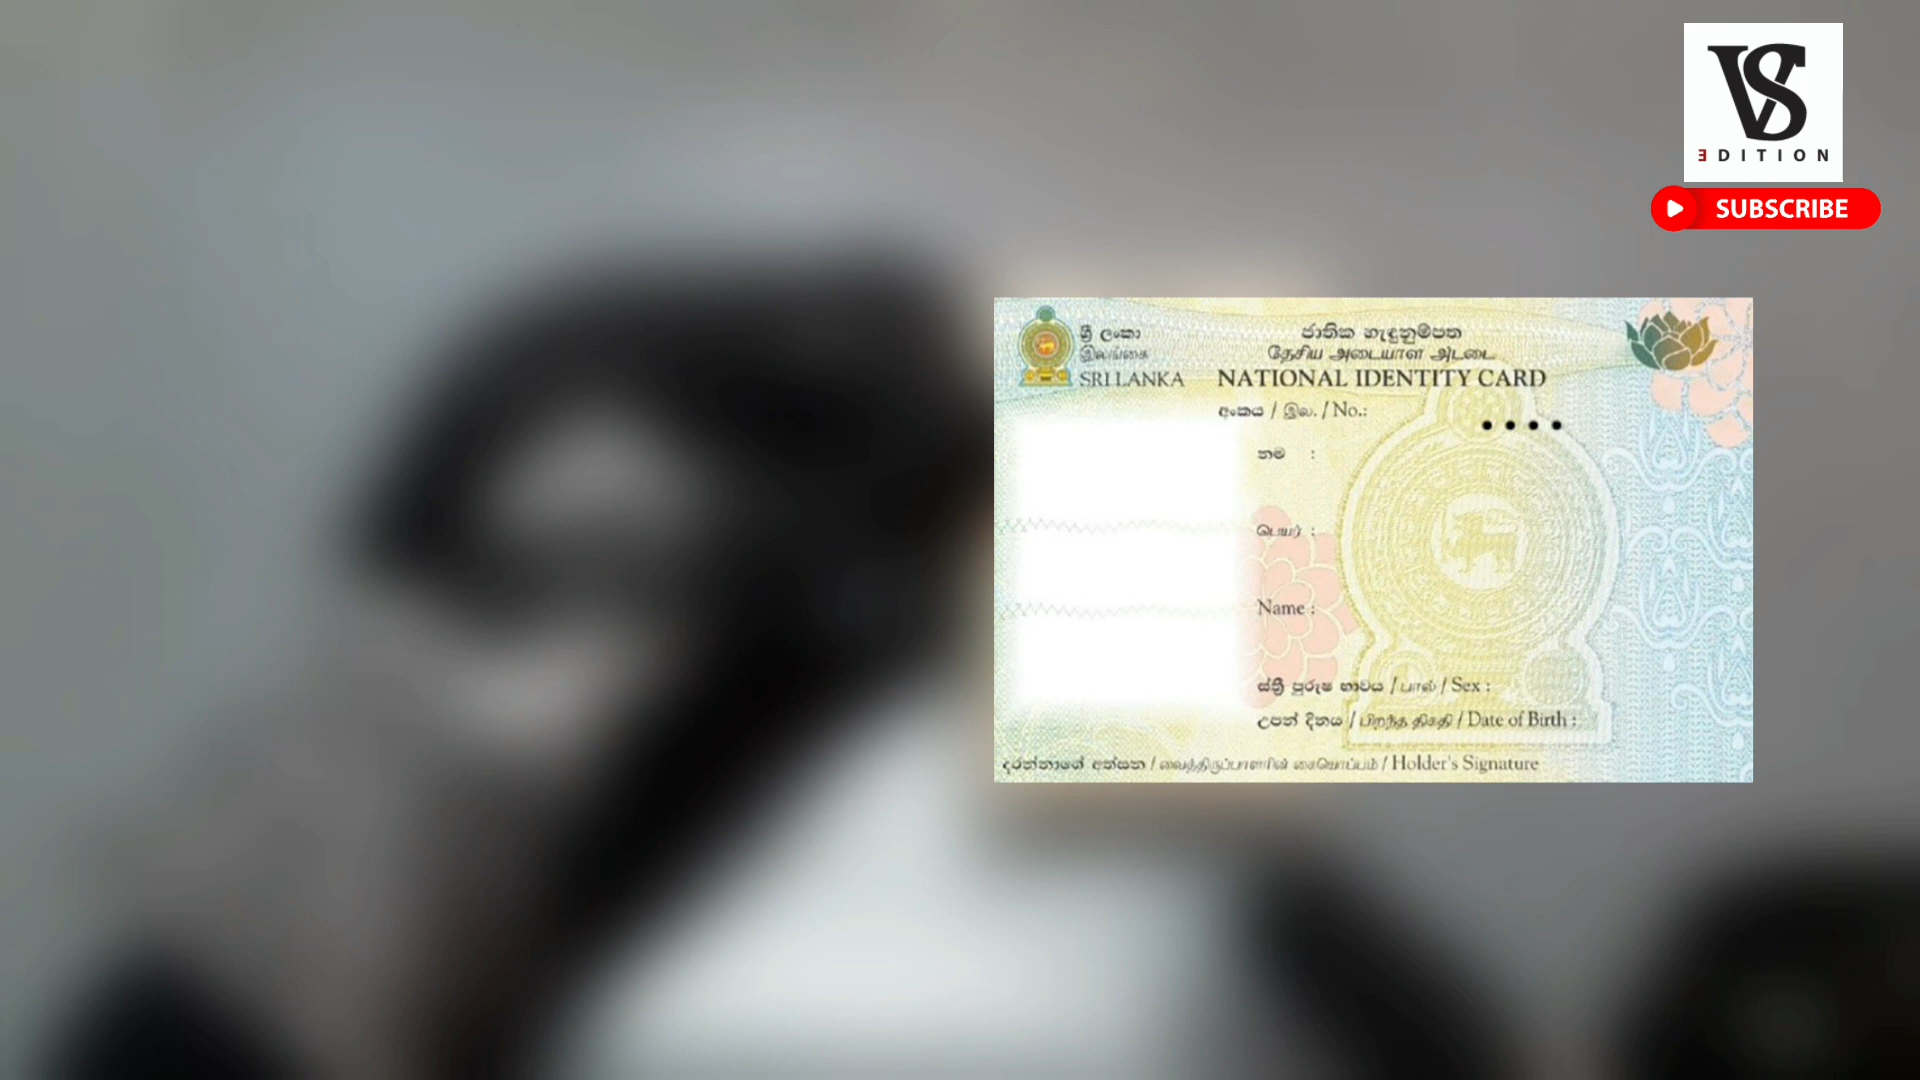 VS
EDITION
SUBSCRIBE
ශ්‍රී ලංකා
இலங்கை
SRI LANKA
ජාතික හැඳුනුම්පත
தேசிய அடையாள அட்டை
NATIONAL IDENTITY CARD
අංකය / இல. / No.:
නම :
பெயர் :
Name :
ස්ත්‍රී පුරුෂ භාවය / பால் / Sex :
උපන් දිනය / பிறந்த திகதி / Date of Birth :
දරන්නාගේ අත්සන / வைத்திருப்பாளரின் கையொப்பம் / Holder's Signature